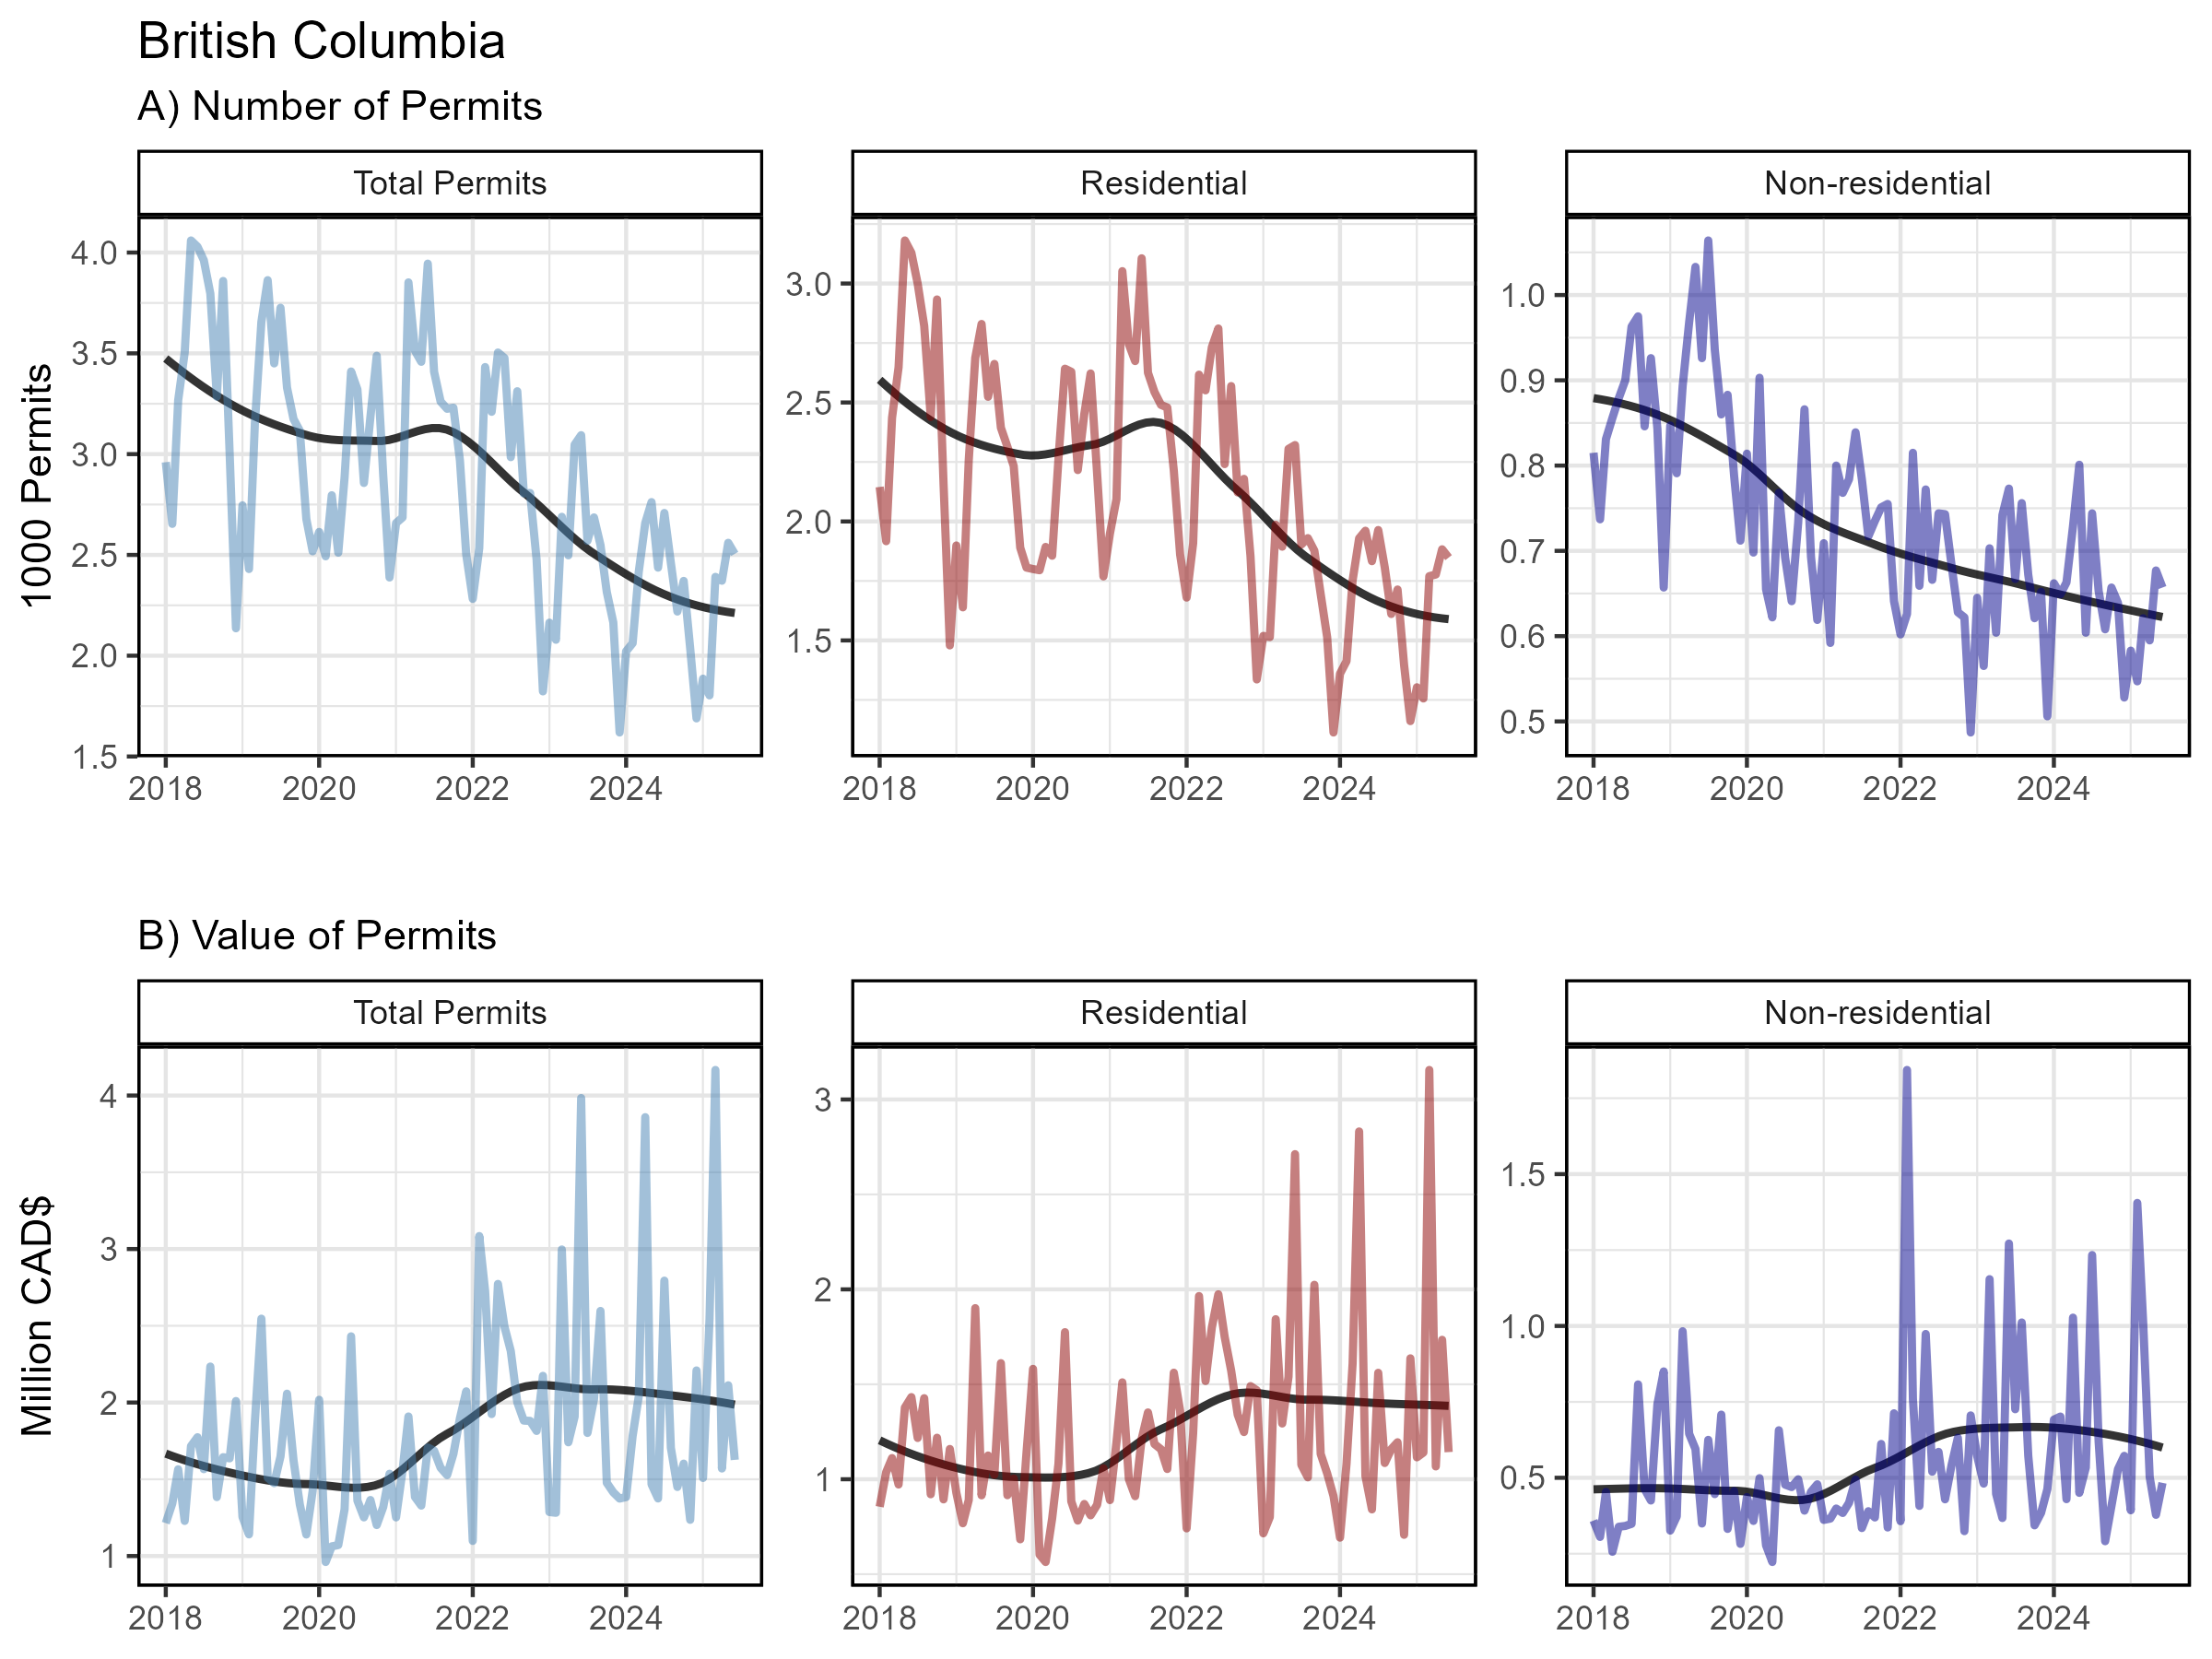 British Columbia
A) Number of Permits
Total Permits
Residential
Non-residential
1000 Permits
4.0
3.5
3.0
2.5
2.0
1.5
2018 2020 2022 2024
3.0
2.5
2.0
1.5
2018 2020 2022 2024
1.0
0.9
0.8
0.7
0.6
0.5
2018 2020 2022 2024
B) Value of Permits
Total Permits
Residential
Non-residential
Million CAD$
4
3
2
1
2018 2020 2022 2024
3
2
1
2018 2020 2022 2024
1.5
1.0
0.5
2018 2020 2022 2024